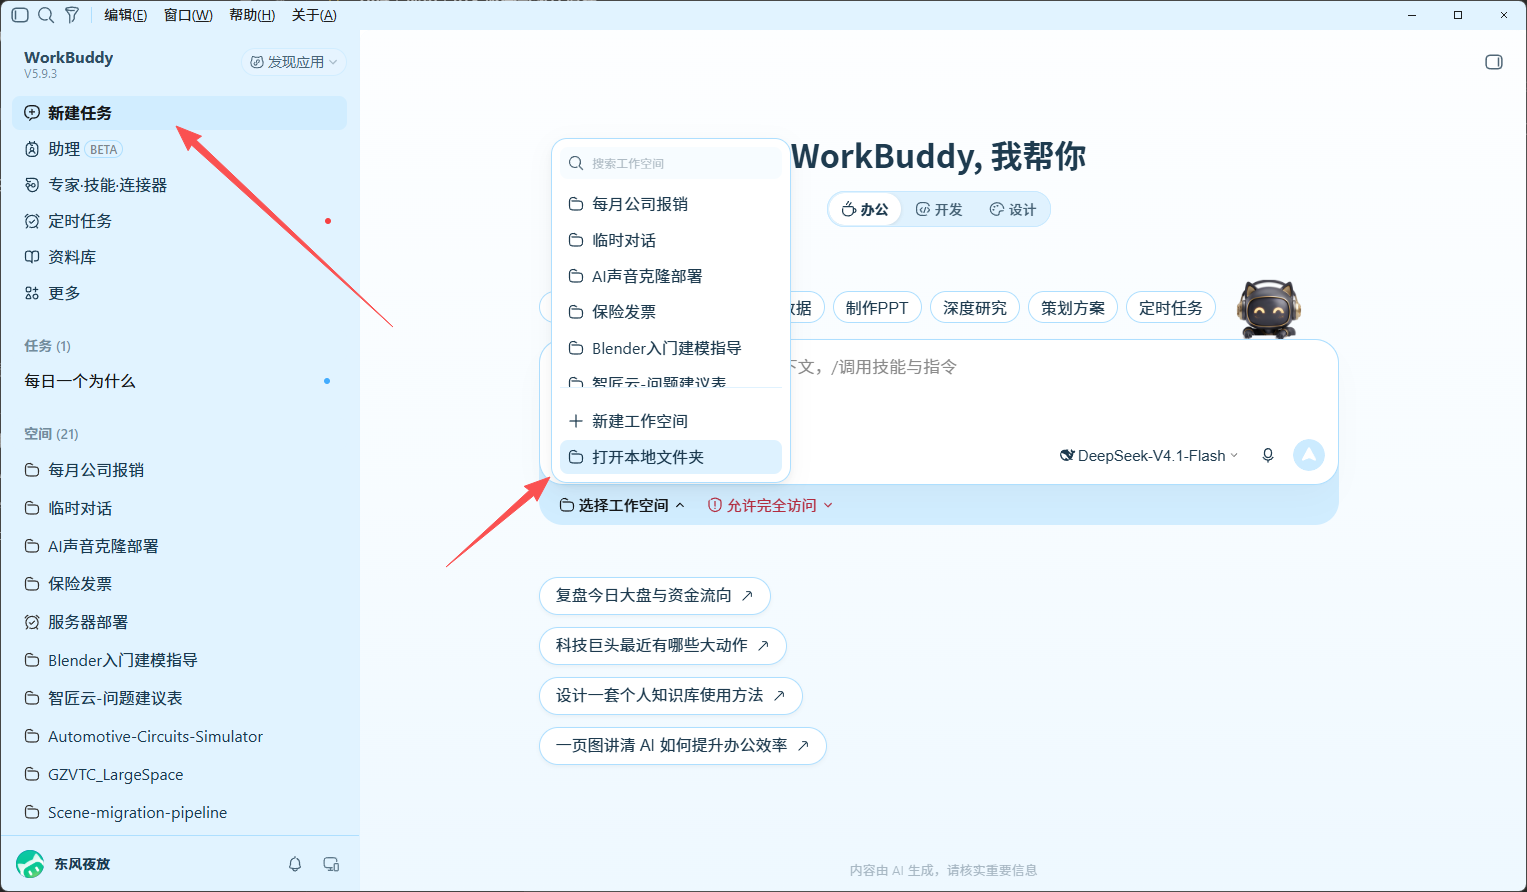 编辑(E) 窗口(W) 帮助(H) 关于(A)
WorkBuddy
V5.9.3
发现应用
新建任务
助理 BETA
专家·技能·连接器
定时任务
资料库
更多
任务 (1)
每日一个为什么
空间 (21)
每月公司报销
临时对话
AI声音克隆部署
保险发票
服务器部署
Blender入门建模指导
智匠云-问题建议表
Automotive-Circuits-Simulator
GZVTC_LargeSpace
Scene-migration-pipeline
东风夜放
WorkBuddy, 我帮你
办公 开发 设计
搜索工作空间
每月公司报销
临时对话
AI声音克隆部署
保险发票
Blender入门建模指导
智匠云-问题建议表
新建工作空间
打开本地文件夹
数据 制作PPT 深度研究 策划方案 定时任务
下文，/调用技能与指令
DeepSeek-V4.1-Flash
选择工作空间 允许完全访问
复盘今日大盘与资金流向
科技巨头最近有哪些大动作
设计一套个人知识库使用方法
一页图讲清 AI 如何提升办公效率
内容由 AI 生成，请核实重要信息